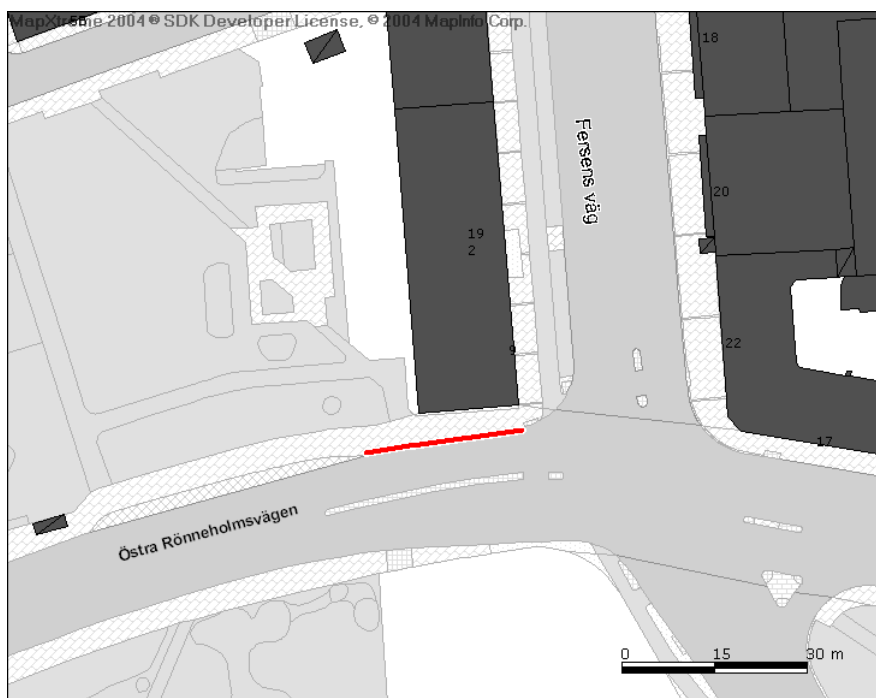 MapXtreme 2004 ® SDK Developer License, © 2004 MapInfo Corp.
18
Fersens väg
20
19
2
9
22
17
Östra Rönneholmsvägen
0 15 30 m